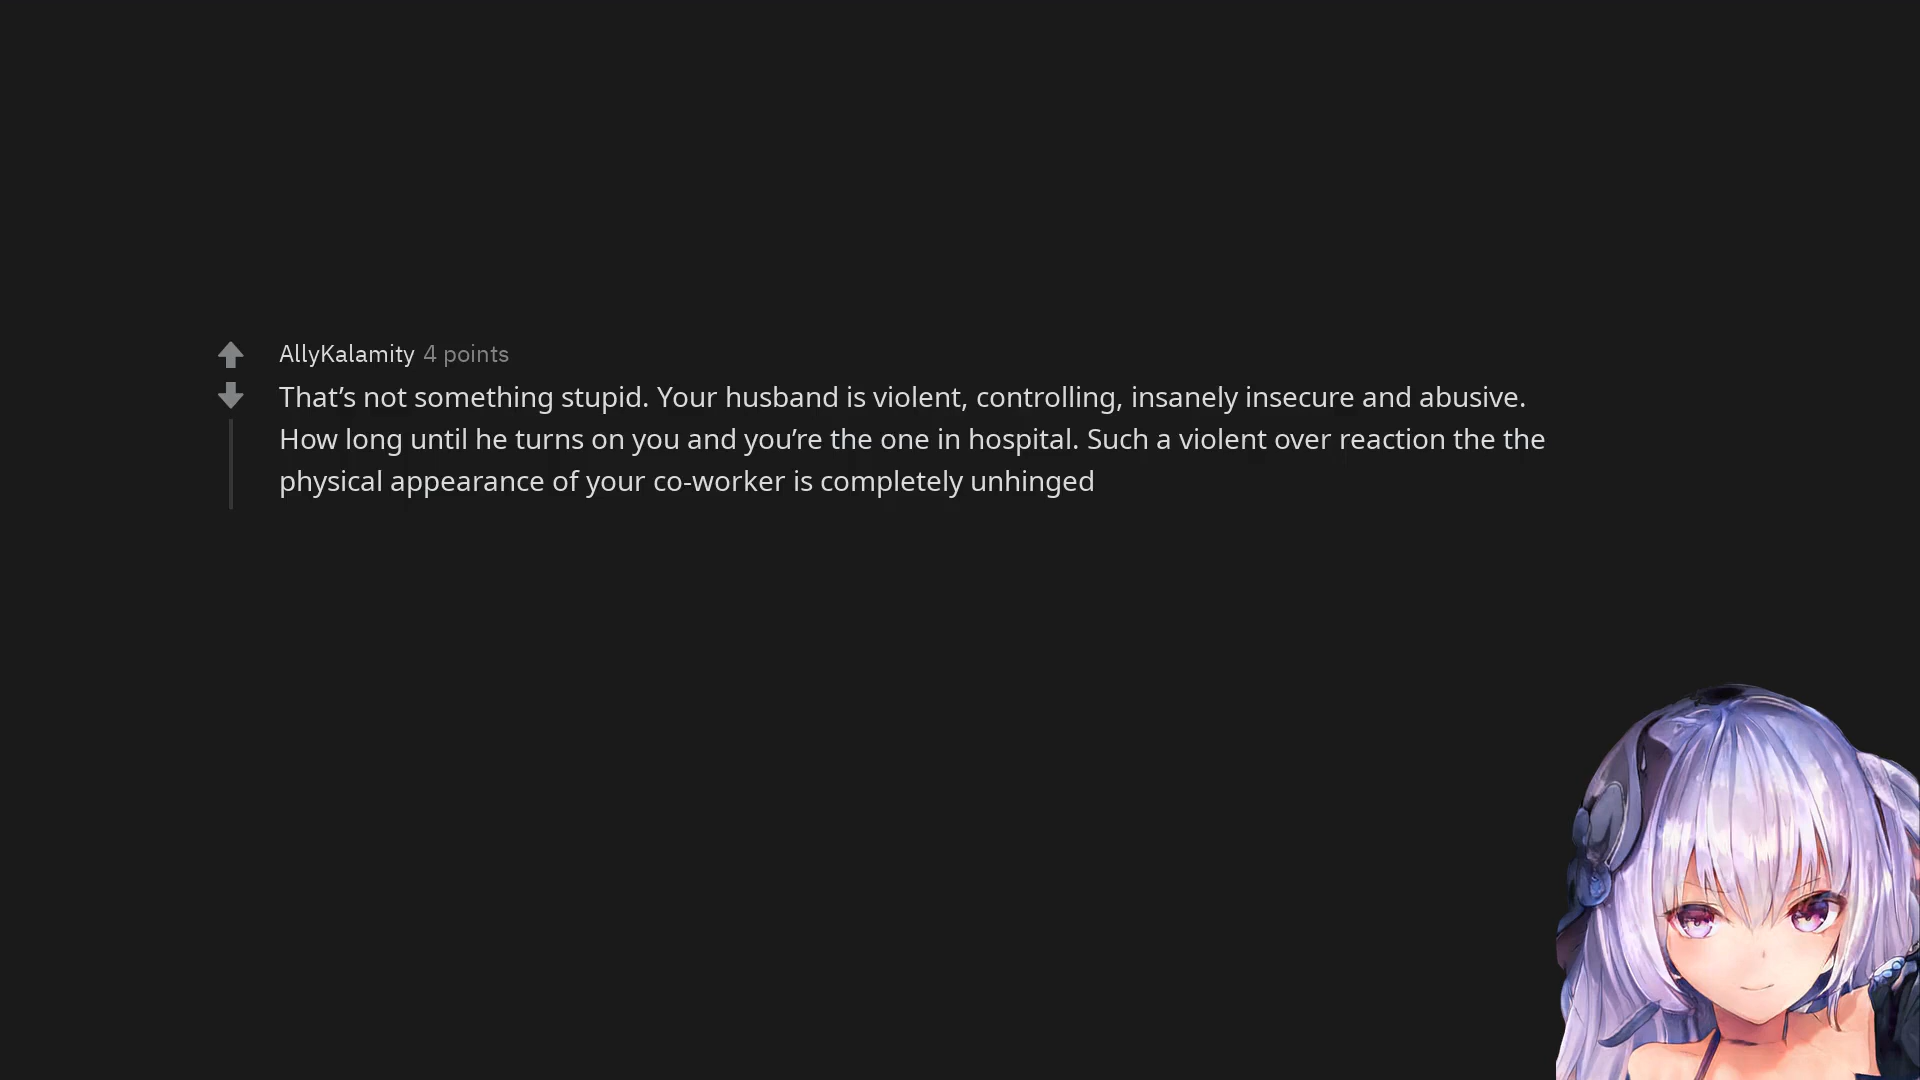 AllyKalamity 4 points
That’s not something stupid. Your husband is violent, controlling, insanely insecure and abusive.
How long until he turns on you and you’re the one in hospital. Such a violent over reaction the the
physical appearance of your co-worker is completely unhinged